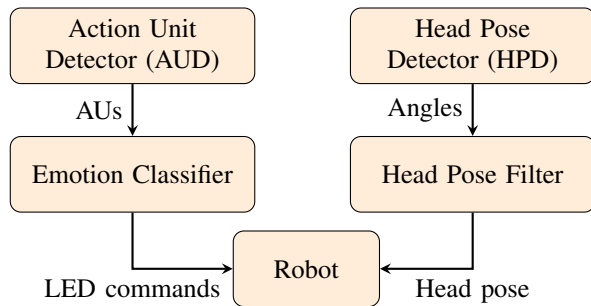 Action Unit
Detector (AUD)
Head Pose
Detector (HPD)
AUs
Angles
Emotion Classifier
Head Pose Filter
Robot
LED commands
Head pose